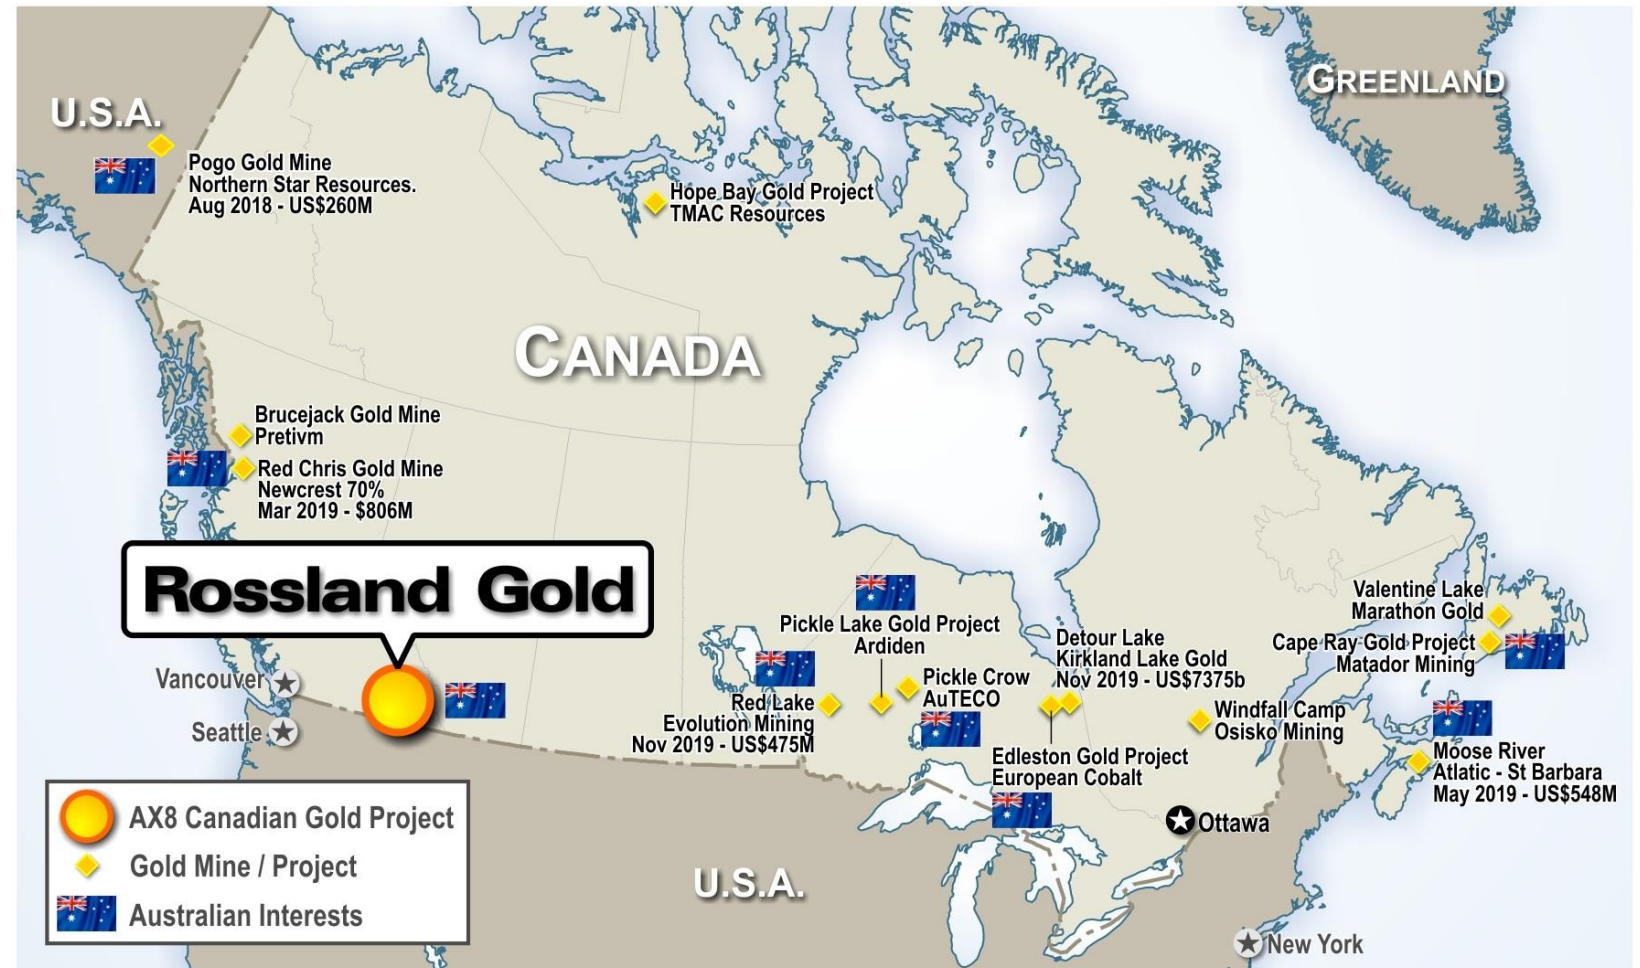 GREENLAND
U.S.A.
Pogo Gold Mine
Northern Star Resources.
Aug 2018 - US$260M
Hope Bay Gold Project
TMAC Resources
CANADA
Brucejack Gold Mine
Pretivm
Red Chris Gold Mine
Newcrest 70%
Mar 2019 - $806M
Rossland Gold
Vancouver
Seattle
Pickle Lake Gold Project
Ardiden
Pickle Crow
AuTECO
Red Lake
Evolution Mining
Nov 2019 - US$475M
Detour Lake
Kirkland Lake Gold
Nov 2019 - US$7375b
Edleston Gold Project
European Cobalt
Windfall Camp
Osisko Mining
Valentine Lake
Marathon Gold
Cape Ray Gold Project
Matador Mining
Moose River
Atlatic - St Barbara
May 2019 - US$548M
Ottawa
U.S.A.
New York
AX8 Canadian Gold Project
Gold Mine / Project
Australian Interests